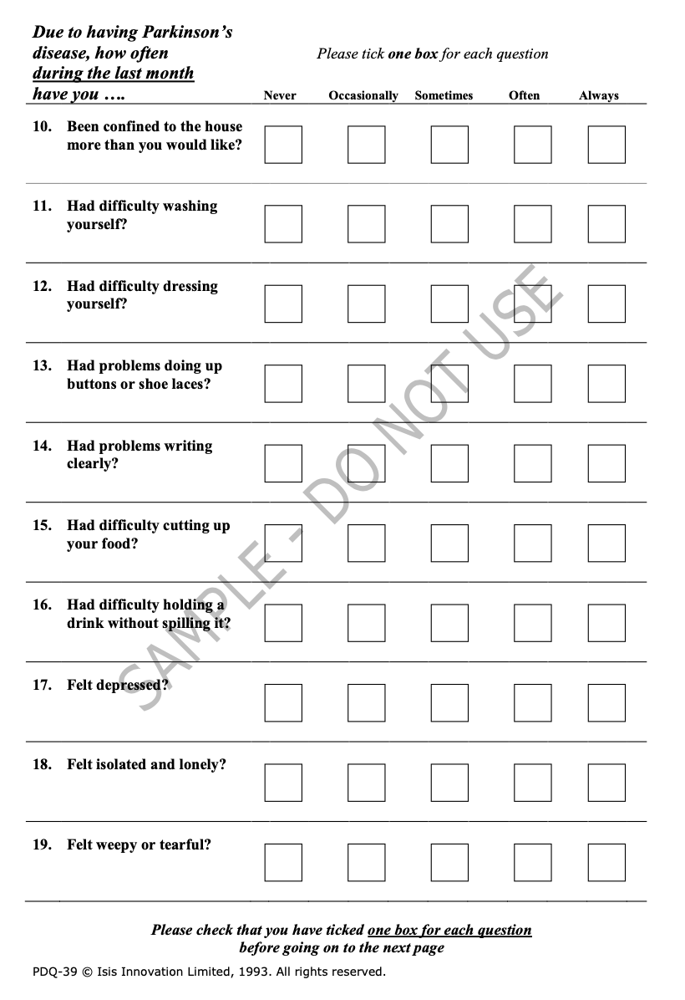 Due to having Parkinson’s
disease, how often
during the last month
have you ….
Please tick one box for each question
Never Occasionally Sometimes Often Always
10. Been confined to the house
more than you would like?
11. Had difficulty washing
yourself?
12. Had difficulty dressing
yourself?
13. Had problems doing up
buttons or shoe laces?
14. Had problems writing
clearly?
15. Had difficulty cutting up
your food?
16. Had difficulty holding a
drink without spilling it?
17. Felt depressed?
18. Felt isolated and lonely?
19. Felt weepy or tearful?
SAMPLE - DO NOT USE
Please check that you have ticked one box for each question
before going on to the next page
PDQ-39 © Isis Innovation Limited, 1993. All rights reserved.